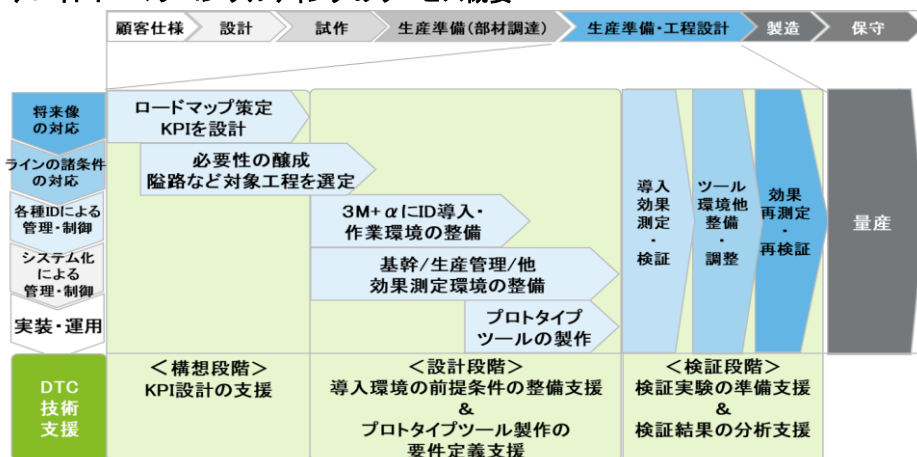 顧客仕様
設計
試作
生産準備(部材調達)
生産準備・工程設計
製造
保守
将来像
の対応
ロードマップ策定
KPIを設計
ラインの諸条件
の対応
必要性の醸成
隘路など対象工程を選定
各種IDによる
管理・制御
3M+αにID導入・
作業環境の整備
システム化
による
管理・制御
基幹/生産管理/他
効果測定環境の整備
実装・運用
プロトタイプ
ツールの製作
導入
効果
測定
・
検証
ツール
環境他
整備
・
調整
効果
再測定
・
再検証
量産
DTC
技術
支援
＜構想段階＞
KPI設計の支援
＜設計段階＞
導入環境の前提条件の整備支援
&
プロトタイプツール製作の
要件定義支援
＜検証段階＞
検証実験の準備支援
&
検証結果の分析支援